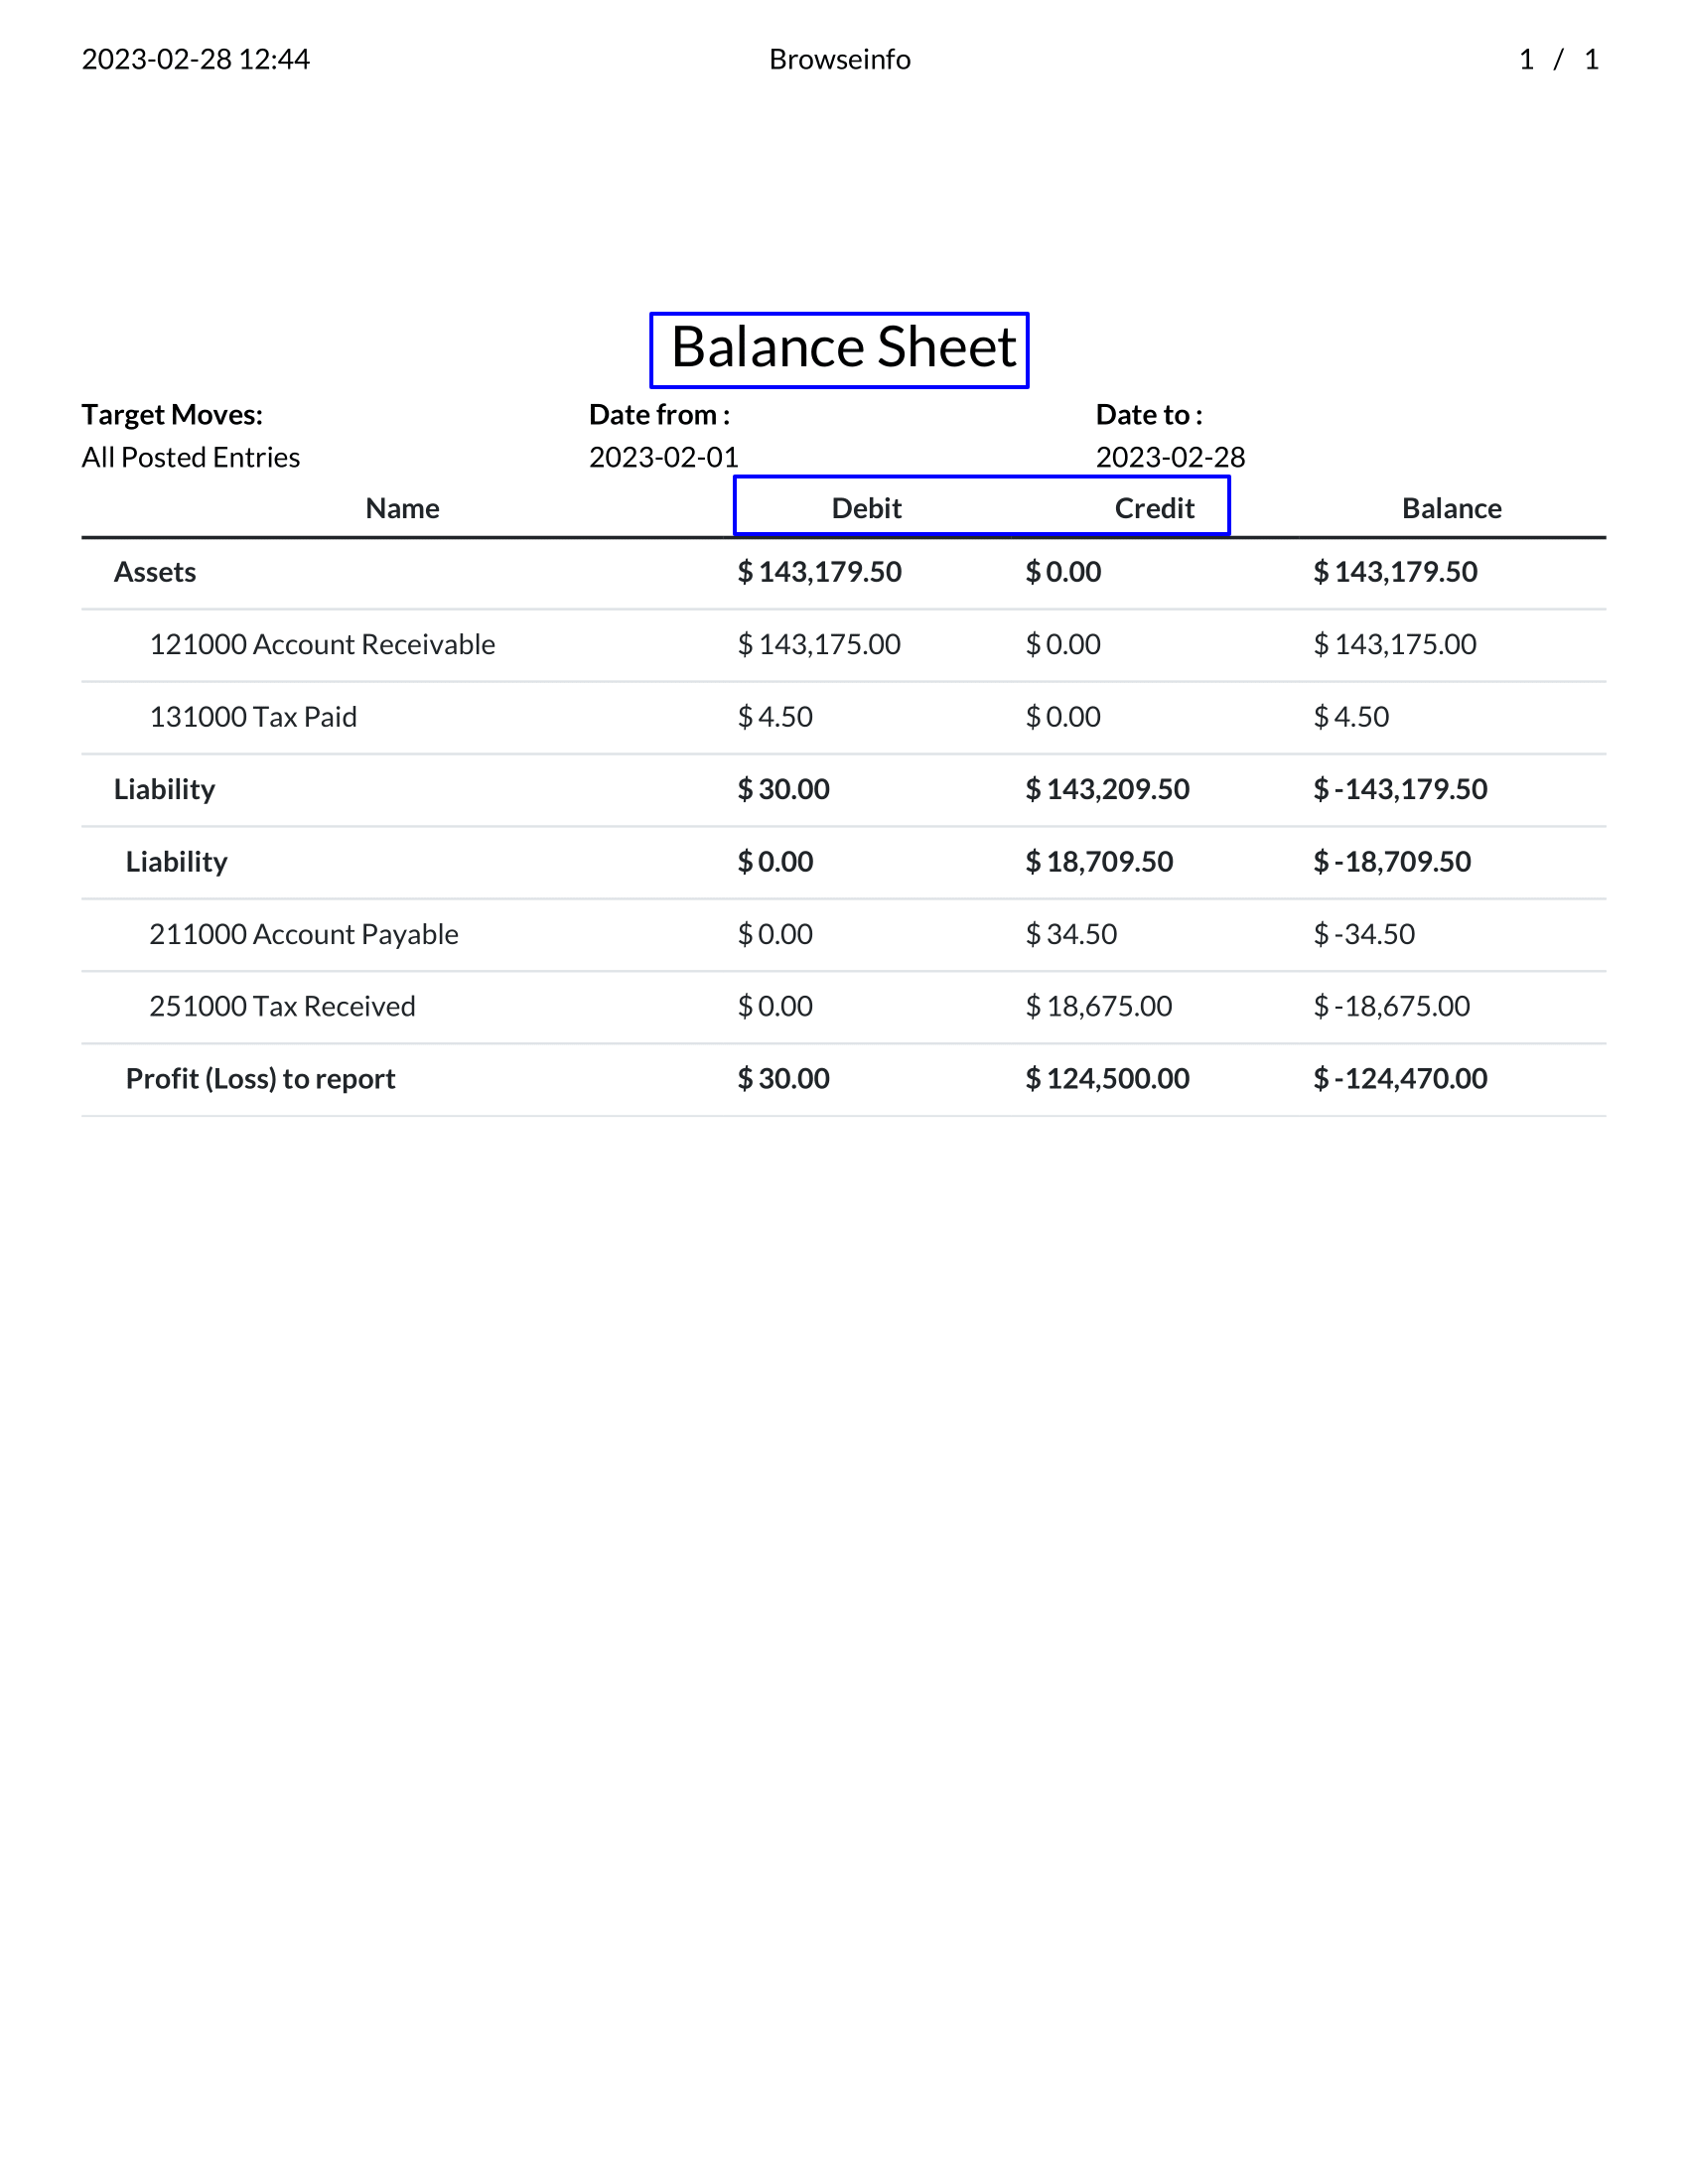 2023-02-28 12:44 Browseinfo 1 / 1
Balance Sheet
Target Moves: Date from : Date to :
All Posted Entries 2023-02-01 2023-02-28
Name Debit Credit Balance
Assets $ 143,179.50 $ 0.00 $ 143,179.50
121000 Account Receivable $ 143,175.00 $ 0.00 $ 143,175.00
131000 Tax Paid $ 4.50 $ 0.00 $ 4.50
Liability $ 30.00 $ 143,209.50 $ -143,179.50
Liability $ 0.00 $ 18,709.50 $ -18,709.50
211000 Account Payable $ 0.00 $ 34.50 $ -34.50
251000 Tax Received $ 0.00 $ 18,675.00 $ -18,675.00
Profit (Loss) to report $ 30.00 $ 124,500.00 $ -124,470.00